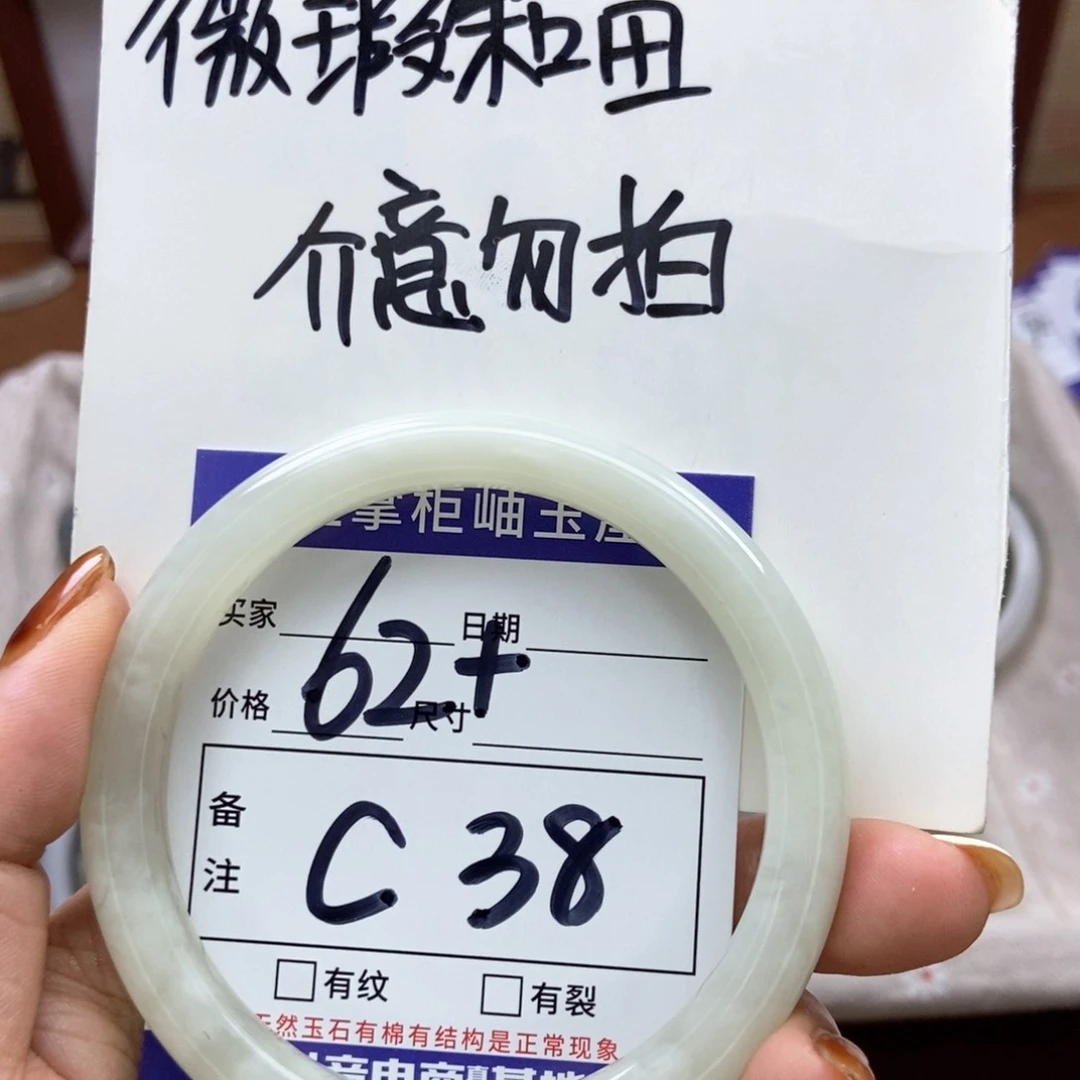 微瑕疵和田
介意勿拍
掌柜岫玉
买家 日期
62+
价格 尺寸
备注
C 38
有纹 有裂
天然玉石有棉有结构是正常现象